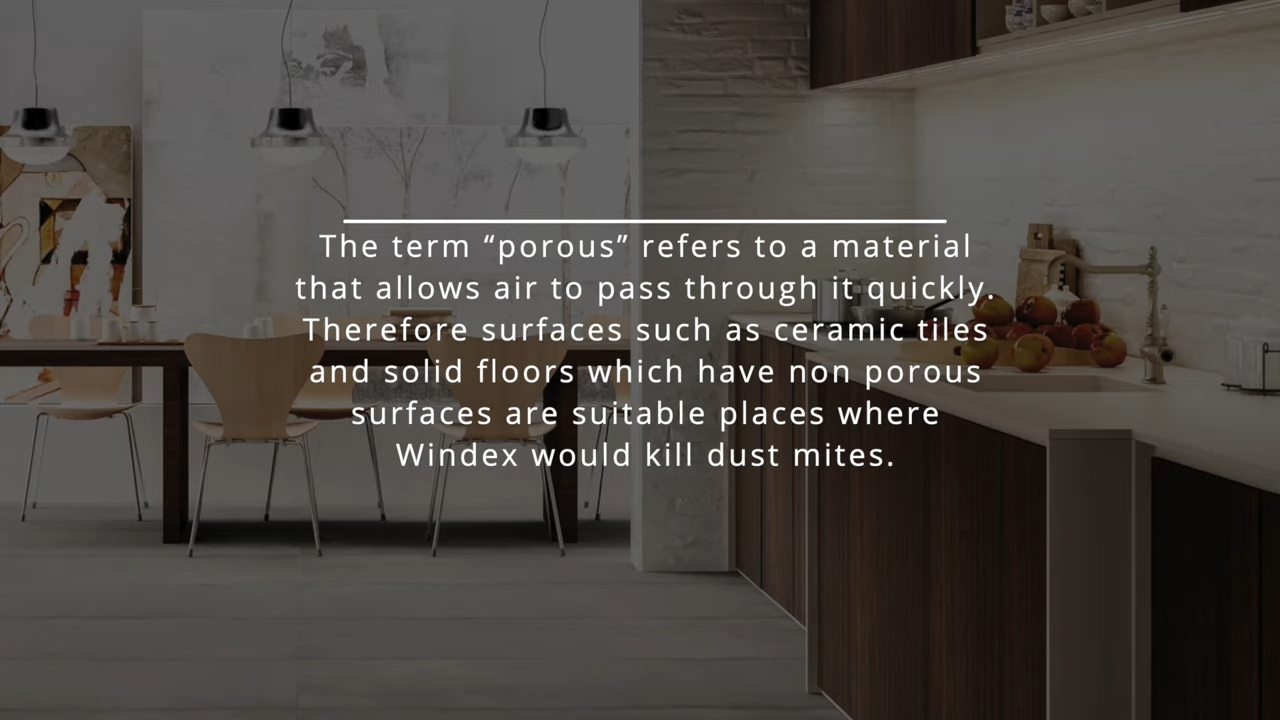 The term “porous” refers to a material
that allows air to pass through it quickly.
Therefore surfaces such as ceramic tiles
and solid floors which have non porous
surfaces are suitable places where
Windex would kill dust mites.